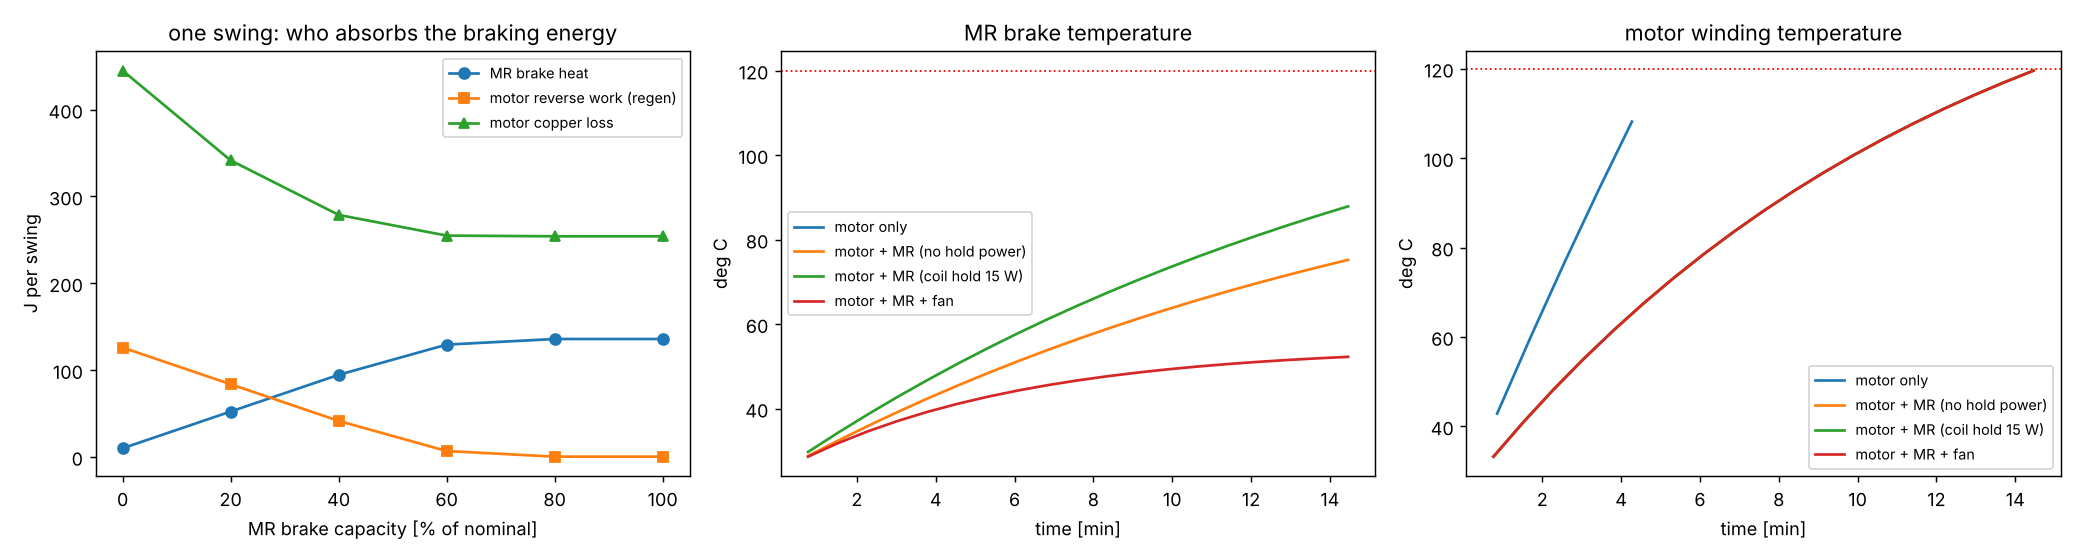 one swing: who absorbs the braking energy
J per swing
400
300
200
100
0
MR brake heat
motor reverse work (regen)
motor copper loss
0 20 40 60 80 100
MR brake capacity [% of nominal]
MR brake temperature
deg C
120
100
80
60
40
motor only
motor + MR (no hold power)
motor + MR (coil hold 15 W)
motor + MR + fan
2 4 6 8 10 12 14
time [min]
motor winding temperature
deg C
120
100
80
60
40
motor only
motor + MR (no hold power)
motor + MR (coil hold 15 W)
motor + MR + fan
2 4 6 8 10 12 14
time [min]